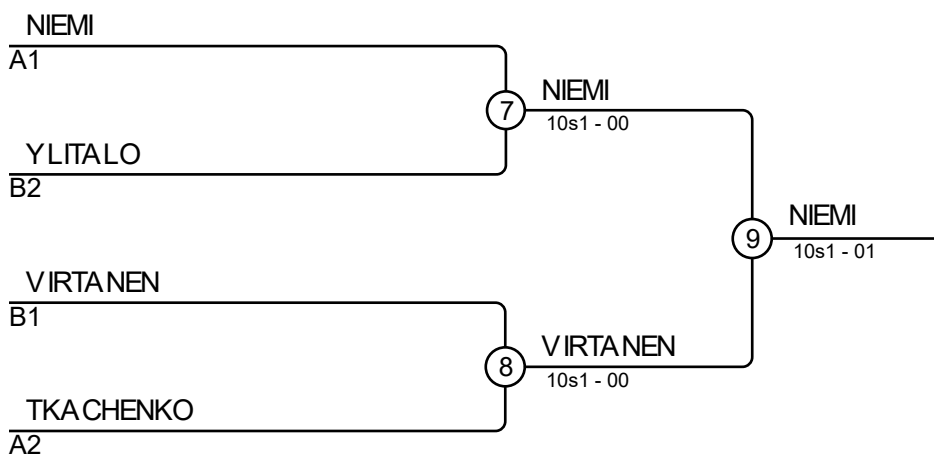 NIEMI
A1
7
NIEMI
10s1 - 00
YLITALO
B2
9
NIEMI
10s1 - 01
VIRTANEN
B1
8
VIRTANEN
10s1 - 00
TKACHENKO
A2